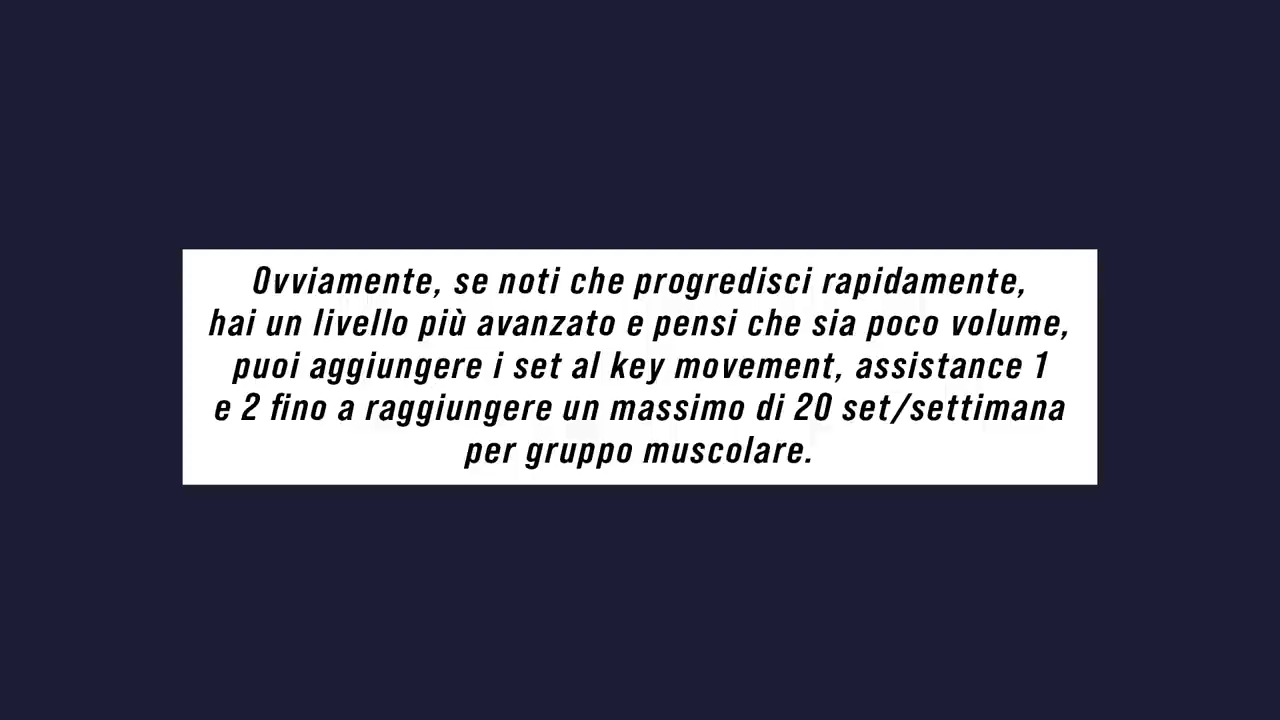 Ovviamente, se noti che progredisci rapidamente,
hai un livello più avanzato e pensi che sia poco volume,
puoi aggiungere i set al key movement, assistance 1
e 2 fino a raggiungere un massimo di 20 set/settimana
per gruppo muscolare.